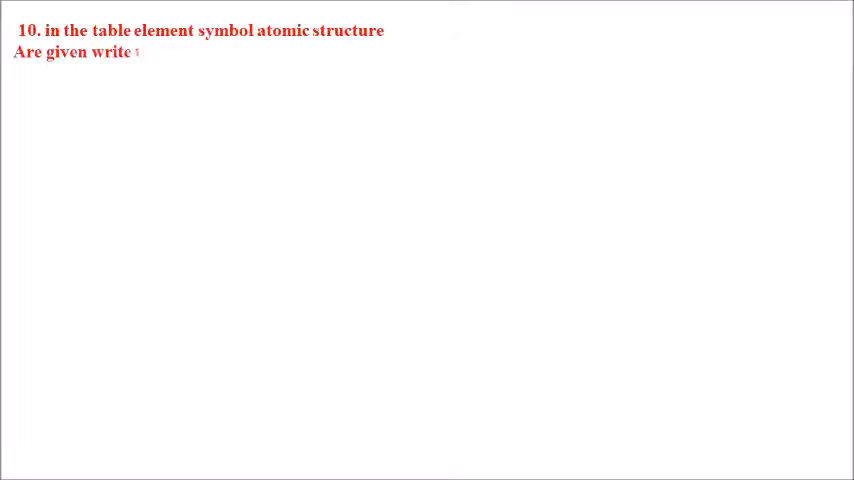 10. in the table element symbol atomic structure
Are given write